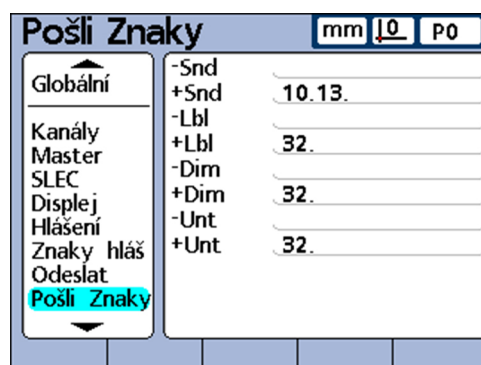 Pošli Znaky mm 0 P0
Globální
Kanály
Master
SLEC
Displej
Hlášení
Znaky hláš
Odeslat
Pošli Znaky
-Snd
+Snd 10.13.
-Lbl
+Lbl 32.
-Dim
+Dim 32.
-Unt
+Unt 32.